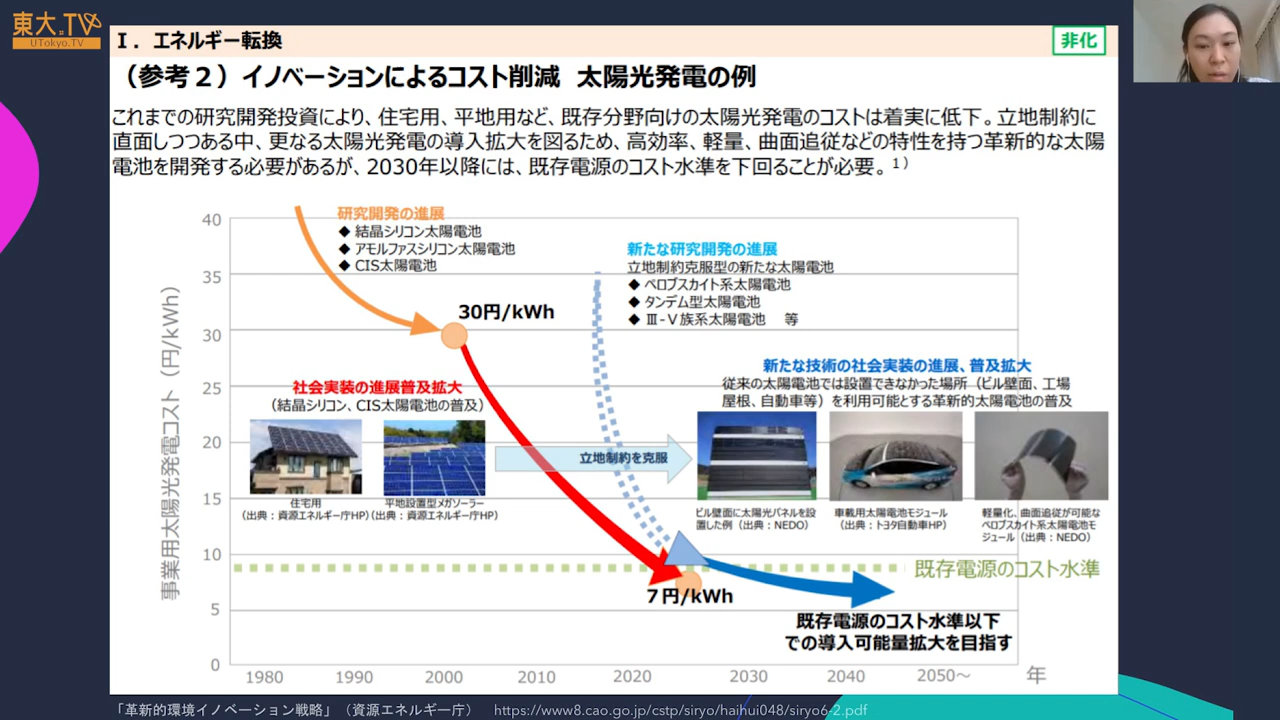 東大.TV
UTokyo.TV
Ⅰ．エネルギー転換
非化
（参考２）イノベーションによるコスト削減 太陽光発電の例
これまでの研究開発投資により、住宅用、平地用など、既存分野向けの太陽光発電のコストは着実に低下。立地制約に
直面しつつある中、更なる太陽光発電の導入拡大を図るため、高効率、軽量、曲面追従などの特性を持つ革新的な太陽
電池を開発する必要があるが、2030年以降には、既存電源のコスト水準を下回ることが必要。1）
事業用太陽光発電コスト（円/kWh）
40
35
30
25
20
15
10
5
0
研究開発の進展
◆ 結晶シリコン太陽電池
◆ アモルファスシリコン太陽電池
◆ CIS太陽電池
30円/kWh
新たな研究開発の進展
立地制約克服型の新たな太陽電池
◆ ペロブスカイト系太陽電池
◆ タンデム型太陽電池
◆ Ⅲ-Ⅴ族系太陽電池 等
社会実装の進展普及拡大
（結晶シリコン、CIS太陽電池の普及）
住宅用
（出典：資源エネルギー庁HP）
平地設置型メガソーラー
（出典：資源エネルギー庁HP）
立地制約を克服
新たな技術の社会実装の進展、普及拡大
従来の太陽電池では設置できなかった場所（ビル壁面、工場
屋根、自動車等）を利用可能とする革新的太陽電池の普及
ビル壁面に太陽光パネルを設
置した例（出典：NEDO）
車載用太陽電池モジュール
（出典：トヨタ自動車HP）
軽量化、曲面追従が可能な
ペロブスカイト系太陽電池モ
ジュール（出典：NEDO）
既存電源のコスト水準
７円/kWh
既存電源のコスト水準以下
での導入可能量拡大を目指す
1980 1990 2000 2010 2020 2030 2040 2050～ 年
「革新的環境イノベーション戦略」（資源エネルギー庁） https://www8.cao.go.jp/cstp/siryo/haihui048/siryo6-2.pdf